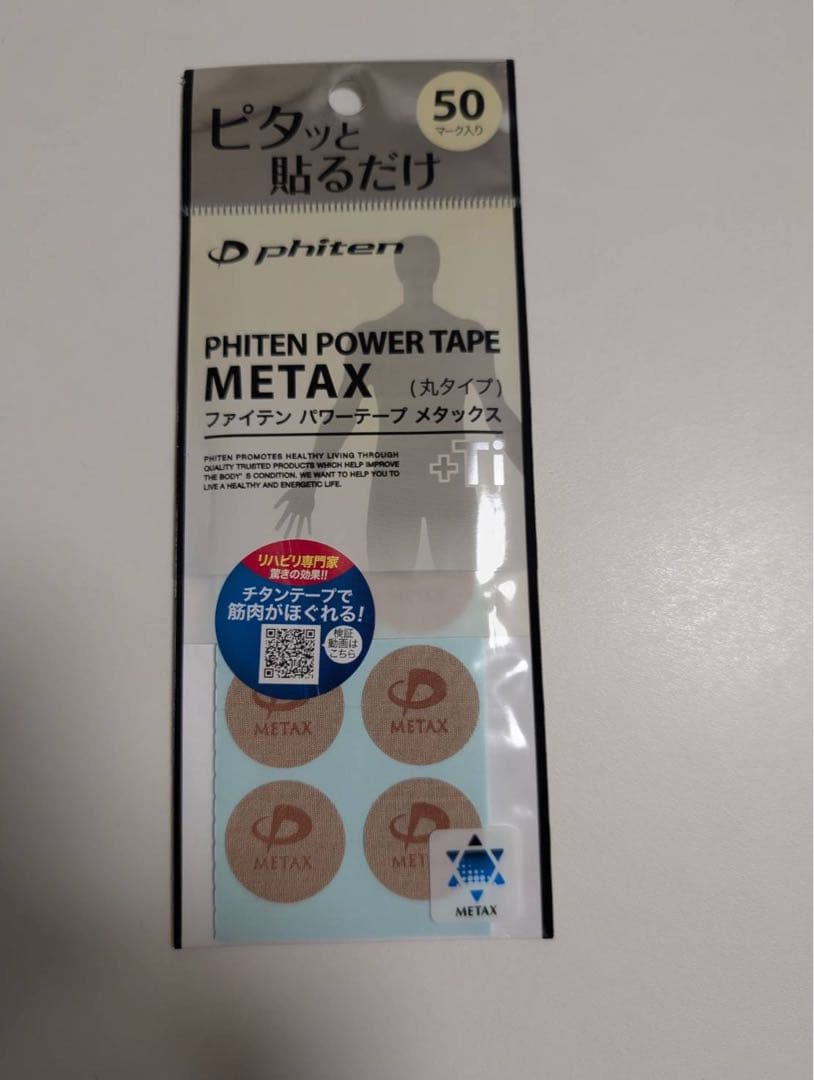 ピタッと
貼るだけ
50
マーク入り
phiten
PHITEN POWER TAPE
METAX (丸タイプ)
ファイテン パワーテープ メタックス
PHITEN PROMOTES HEALTHY LIVING THROUGH
QUALITY TRUSTED PRODUCTS WHICH HELP IMPROVE
THE BODY'S CONDITION. WE WANT TO HELP YOU TO
LIVE A HEALTHY AND ENERGETIC LIFE.
+Ti
リハビリ専門家
驚きの効果!!
チタンテープで
筋肉がほぐれる!
検証
動画は
こちら
METAX
METAX
METAX
MET
METAX